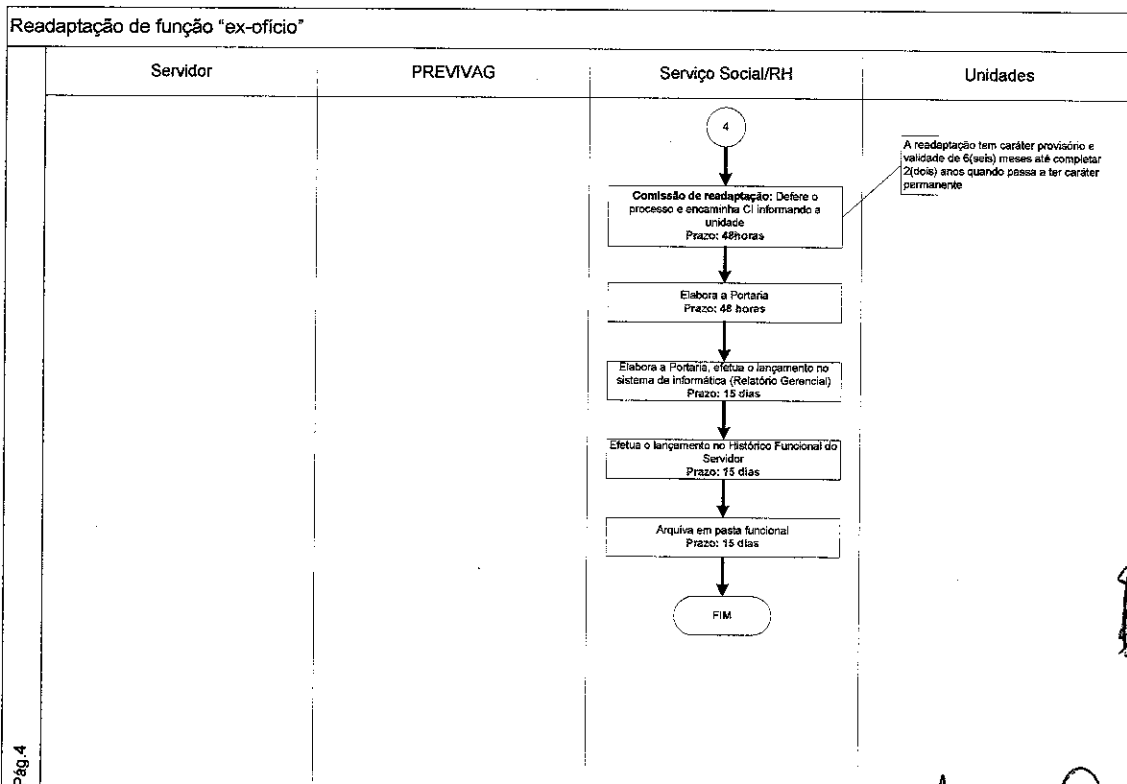 Readaptação de função “ex-ofício”
Servidor
PREVIVAG
Serviço Social/RH
Unidades
4
A readaptação tem caráter provisório e
validade de 6(seis) meses até completar
2(dois) anos quando passa a ter caráter
permanente
Comissão de readaptação: Defere o
processo e encaminha CI informando a
unidade
Prazo: 48horas
Elabora a Portaria
Prazo: 48 horas
Elabora a Portaria, efetua o lançamento no
sistema de informática (Relatório Gerencial)
Prazo: 15 dias
Efetua o lançamento no Histórico Funcional do
Servidor
Prazo: 15 dias
Arquiva em pasta funcional
Prazo: 15 dias
FIM
Pág.4